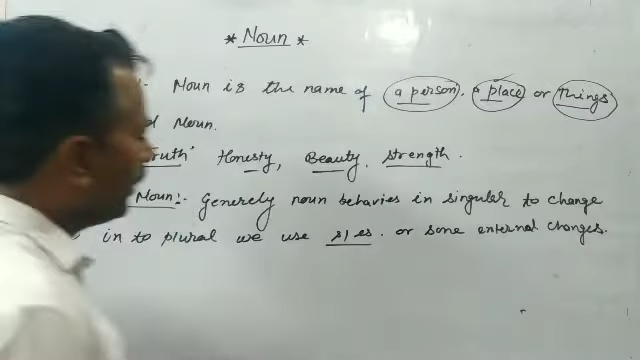 * Noun *
:- Noun is the name of a person, a place or things
Noun.
Truth" Honesty, Beauty, strength.
Noun:- Generely noun behavies in singuler to change
in to plural we use s/es. or some external changes.